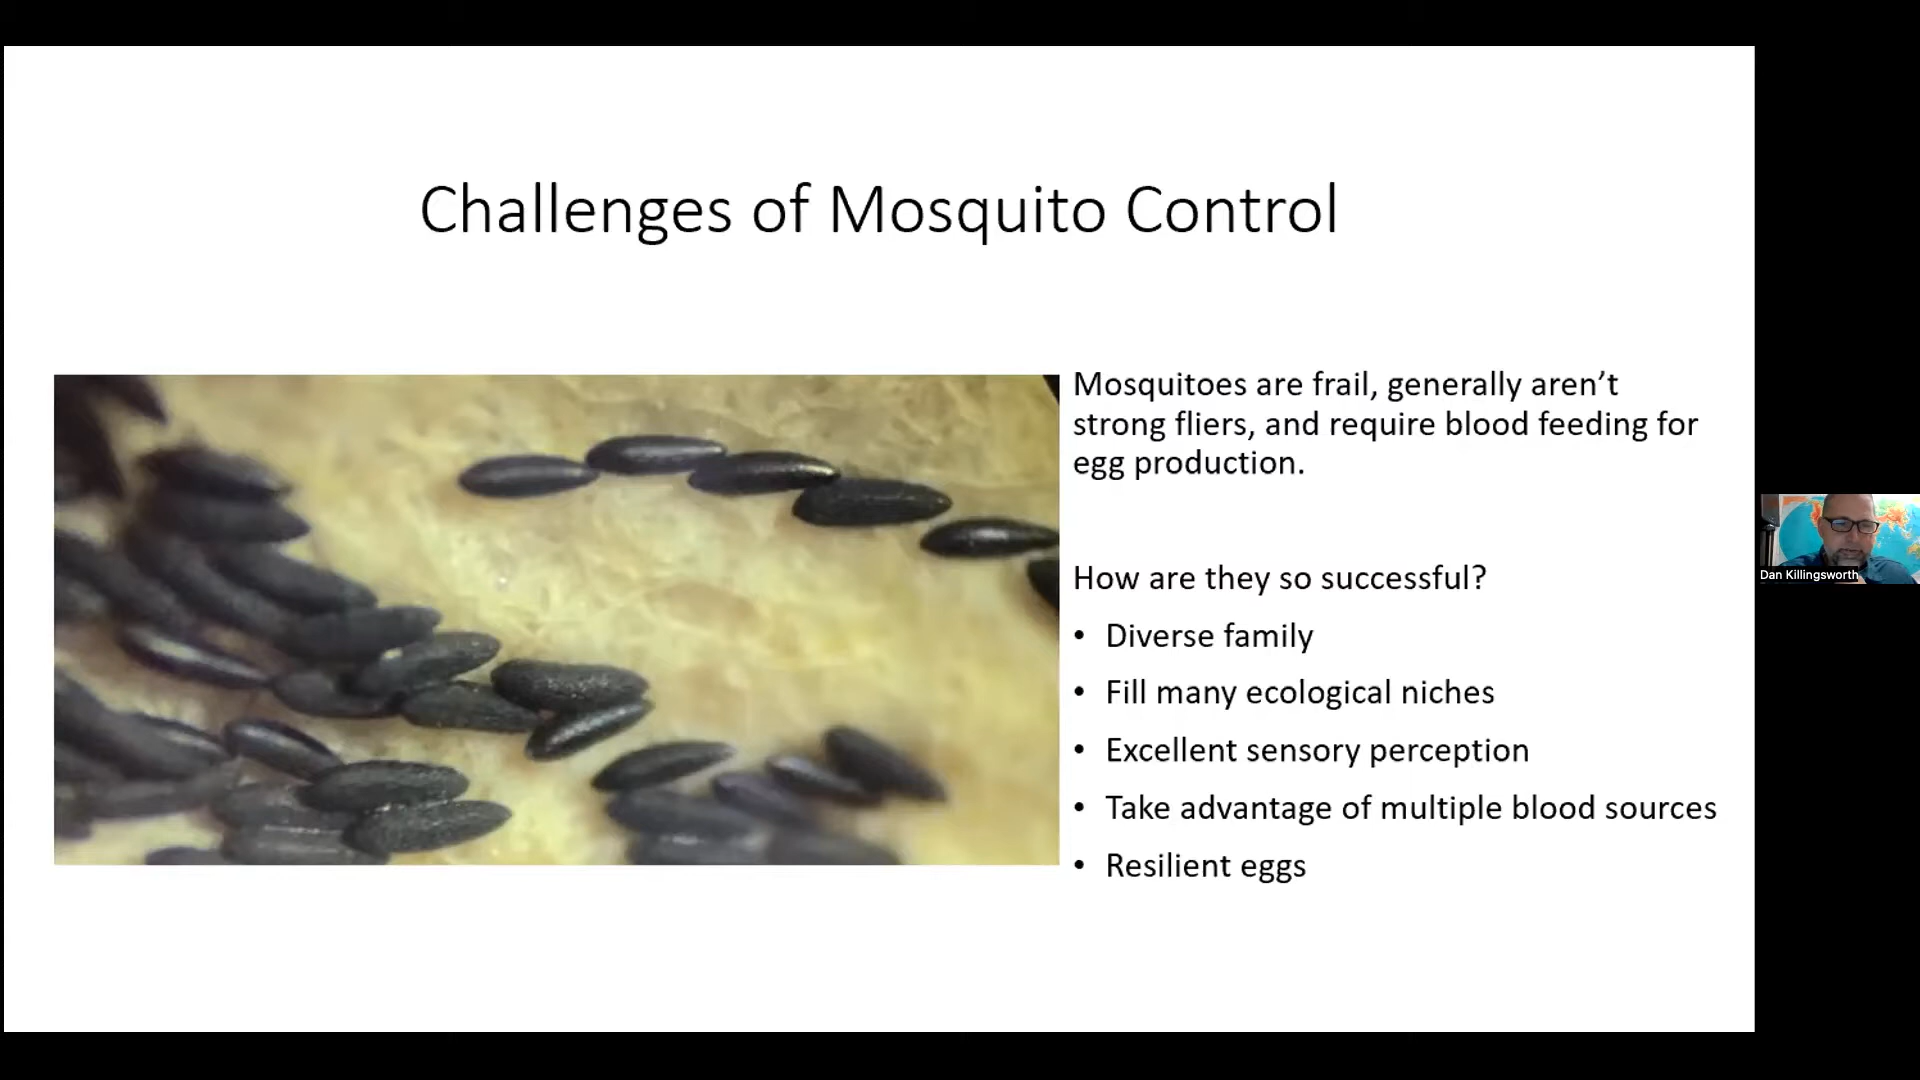 Challenges of Mosquito Control
Mosquitoes are frail, generally aren’t
strong fliers, and require blood feeding for
egg production.
How are they so successful?
• Diverse family
• Fill many ecological niches
• Excellent sensory perception
• Take advantage of multiple blood sources
• Resilient eggs
Dan Killingsworth